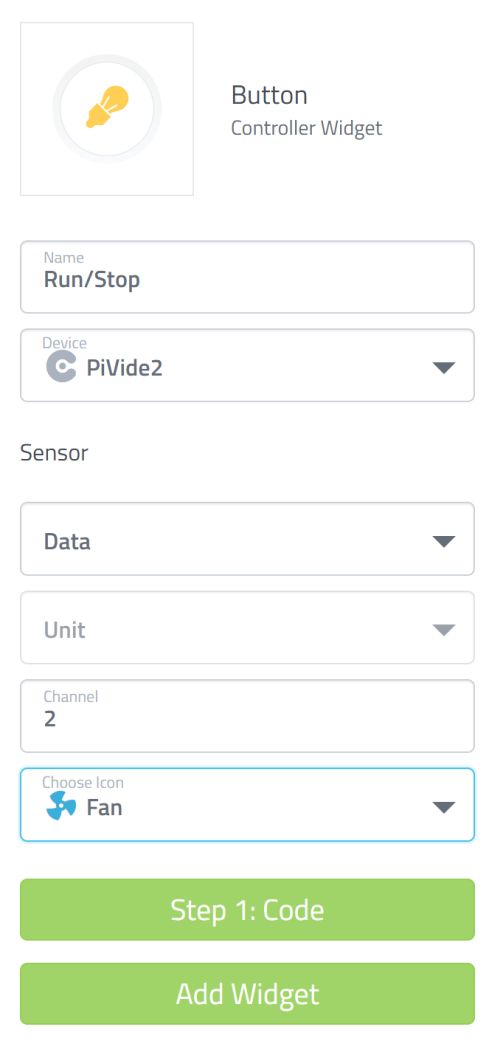 Button
Controller Widget
Name
Run/Stop
Device
PiVide2
Sensor
Data
Unit
Channel
2
Choose Icon
Fan
Step 1: Code
Add Widget